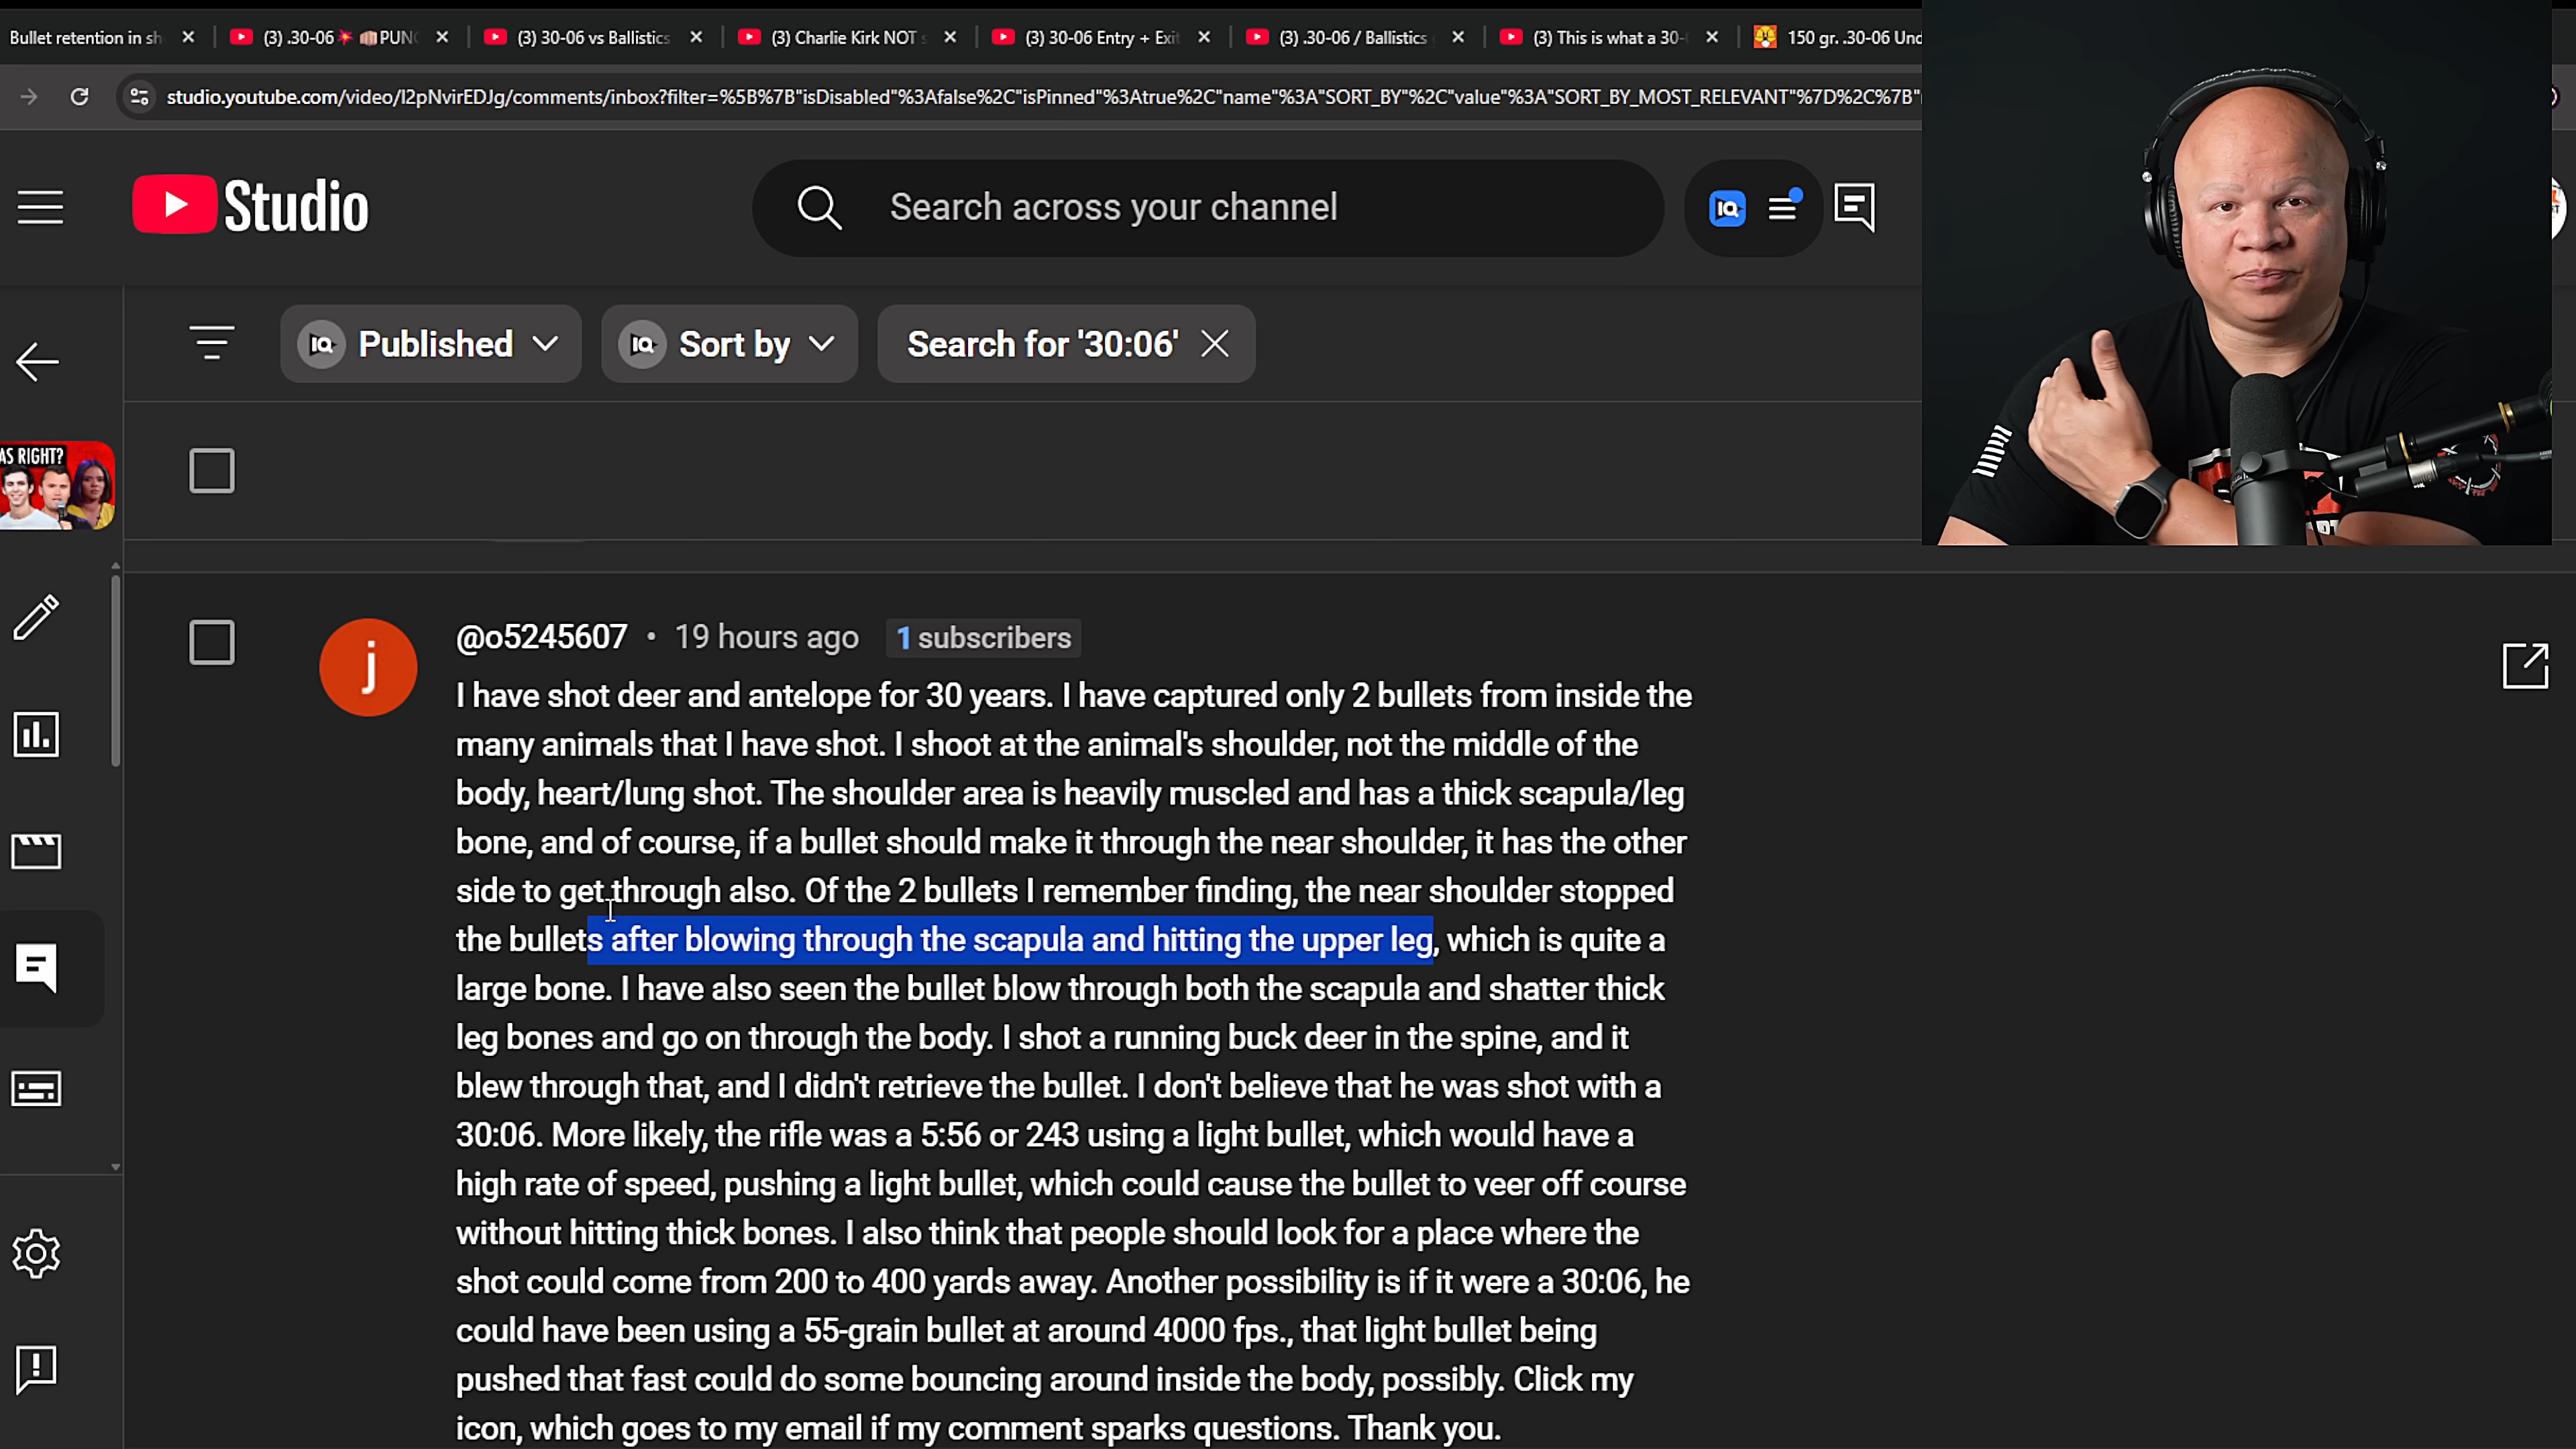 Bullet retention in sh
(3) .30-06💥👊🏼PUNC
(3) 30-06 vs Ballistics
(3) Charlie Kirk NOT s
(3) 30-06 Entry + Exit
(3) .30-06 / Ballistics
(3) This is what a 30-
150 gr. .30-06 Und
studio.youtube.com/video/I2pNvirEDJg/comments/inbox?filter=%5B%7B"isDisabled"%3Afalse%2C"isPinned"%3Atrue%2C"name"%3A"SORT_BY"%2C"value"%3A"SORT_BY_MOST_RELEVANT"%7D%2C%7B"
Studio
Search across your channel
IQ
IQ Published
IQ Sort by
Search for '30:06'
AS RIGHT?
j
@o5245607 • 19 hours ago 1 subscribers
I have shot deer and antelope for 30 years. I have captured only 2 bullets from inside the
many animals that I have shot. I shoot at the animal's shoulder, not the middle of the
body, heart/lung shot. The shoulder area is heavily muscled and has a thick scapula/leg
bone, and of course, if a bullet should make it through the near shoulder, it has the other
side to get through also. Of the 2 bullets I remember finding, the near shoulder stopped
the bullets after blowing through the scapula and hitting the upper leg, which is quite a
large bone. I have also seen the bullet blow through both the scapula and shatter thick
leg bones and go on through the body. I shot a running buck deer in the spine, and it
blew through that, and I didn't retrieve the bullet. I don't believe that he was shot with a
30:06. More likely, the rifle was a 5:56 or 243 using a light bullet, which would have a
high rate of speed, pushing a light bullet, which could cause the bullet to veer off course
without hitting thick bones. I also think that people should look for a place where the
shot could come from 200 to 400 yards away. Another possibility is if it were a 30:06, he
could have been using a 55-grain bullet at around 4000 fps., that light bullet being
pushed that fast could do some bouncing around inside the body, possibly. Click my
icon, which goes to my email if my comment sparks questions. Thank you.